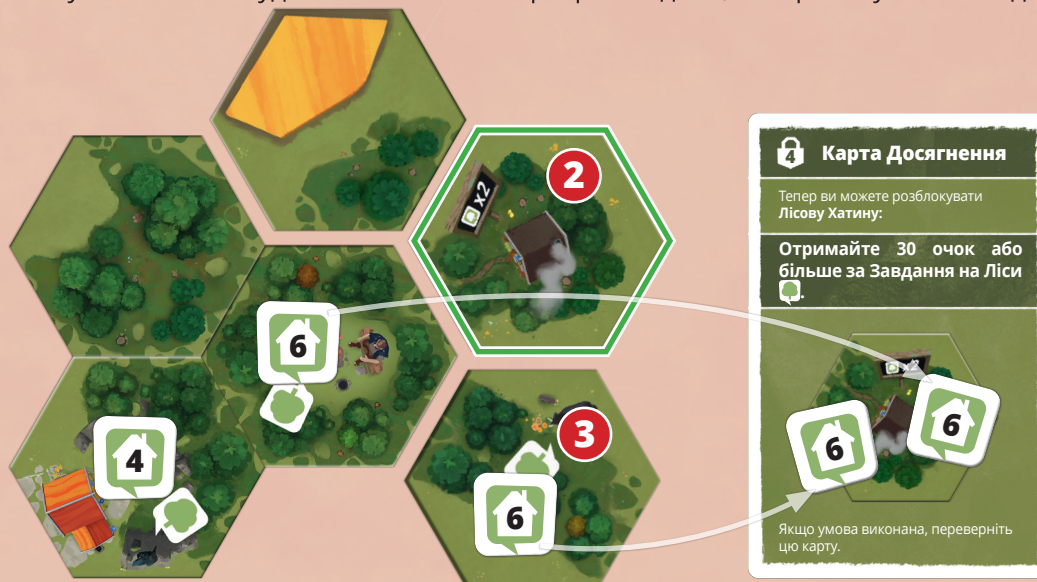 x2
2
6
4
3
6
4 Карта Досягнення
Тепер ви можете розблокувати
Лісову Хатину:
Отримайте 30 очок або
більше за Завдання на Ліси
.
6
6
Якщо умова виконана, переверніть
цю карту.